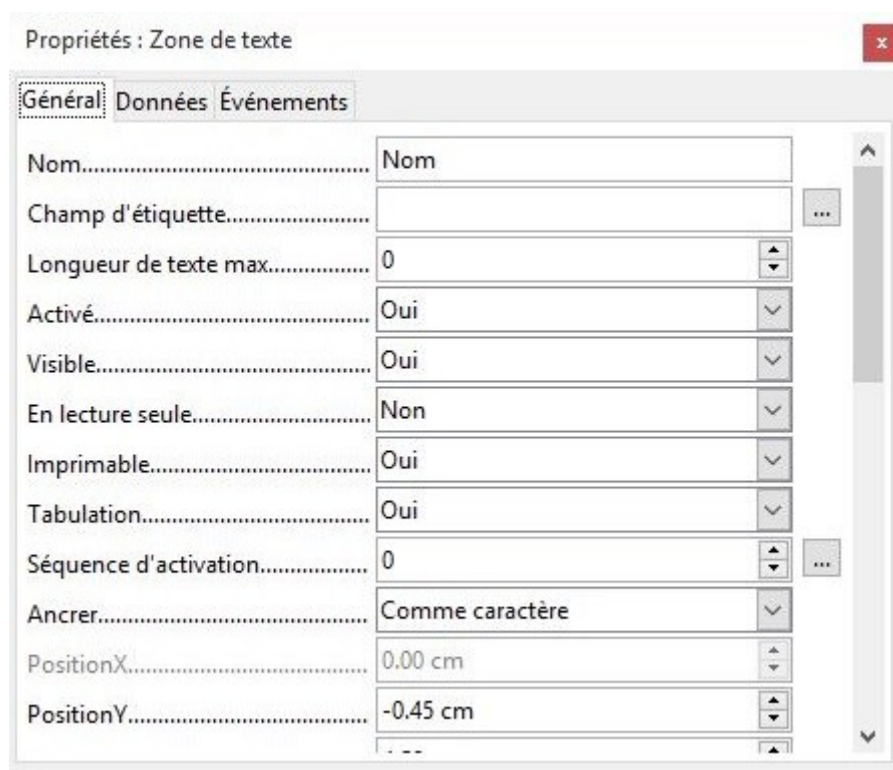 Propriétés : Zone de texte x
Général Données Événements
Nom............................................. Nom
Champ d'étiquette...................... ...
Longueur de texte max................. 0
Activé........................................... Oui
Visible.......................................... Oui
En lecture seule............................ Non
Imprimable................................... Oui
Tabulation.................................... Oui
Séquence d'activation................. 0 ...
Ancrer.......................................... Comme caractère
PositionX...................................... 0.00 cm
PositionY...................................... -0.45 cm